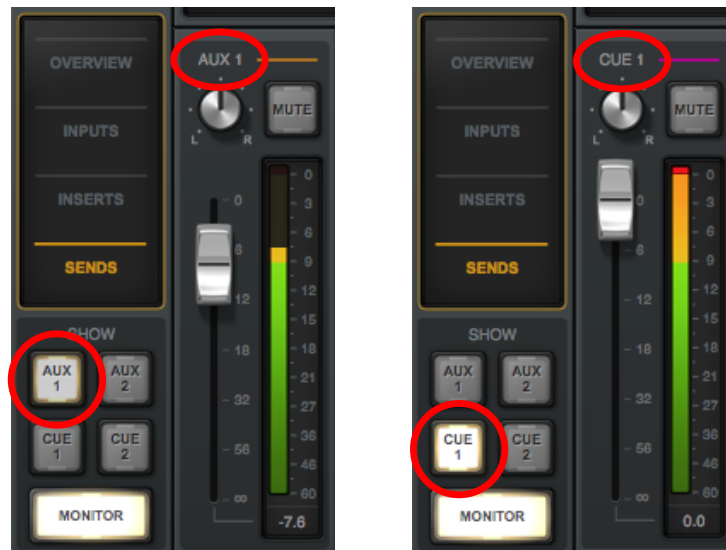 OVERVIEW
INPUTS
INSERTS
SENDS
SHOW
AUX 1
AUX 2
CUE 1
CUE 2
MONITOR
AUX 1
L R
MUTE
0
6
12
18
32
56
∞
0
3
6
9
12
15
18
21
27
36
46
60
-7.6
OVERVIEW
INPUTS
INSERTS
SENDS
SHOW
AUX 1
AUX 2
CUE 1
CUE 2
MONITOR
CUE 1
L R
MUTE
0
6
12
18
32
56
∞
0
3
6
9
12
15
18
21
27
36
46
60
0.0